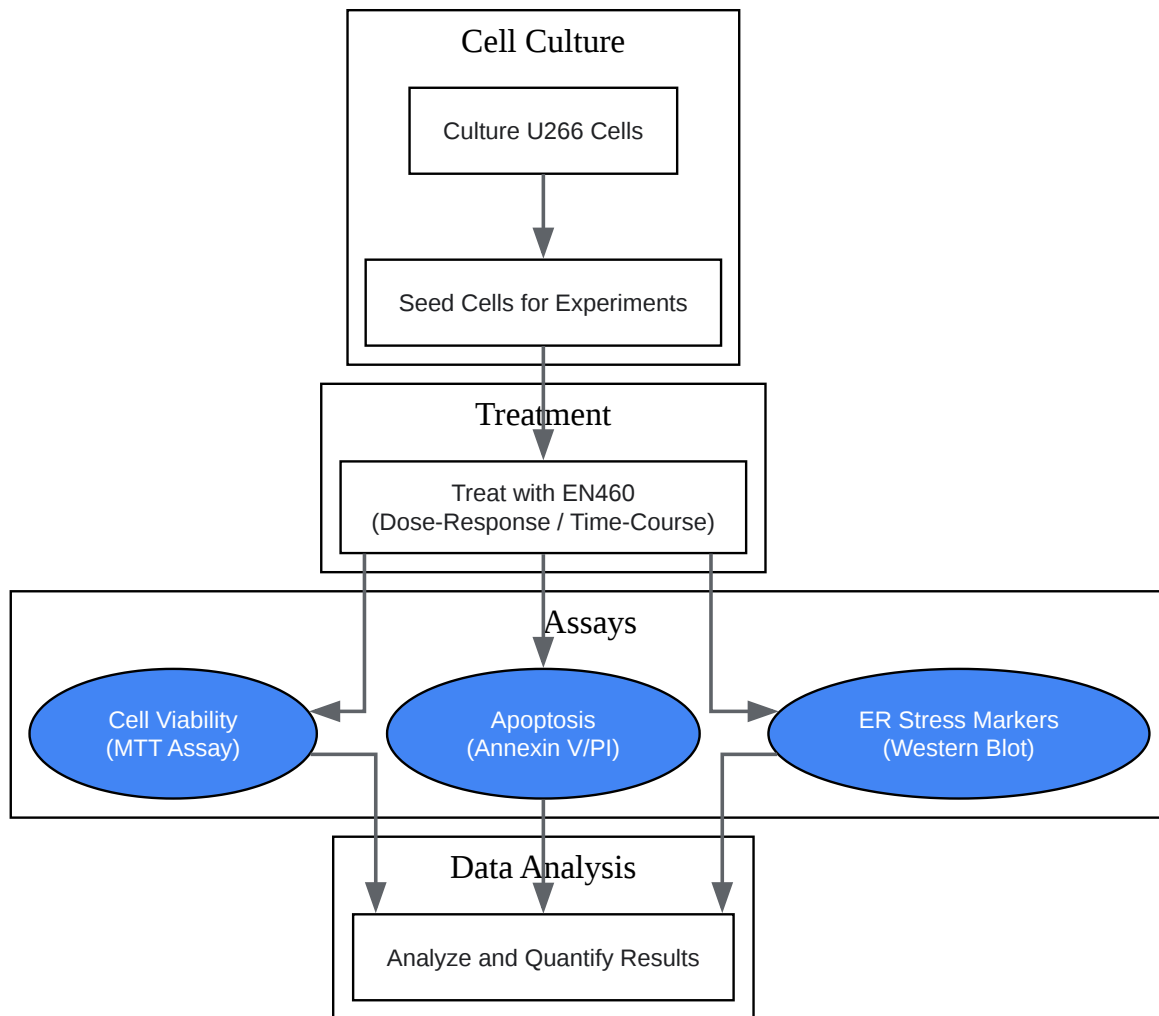 Cell Culture
Culture U266 Cells
Seed Cells for Experiments
Treatment
Treat with EN460
(Dose-Response / Time-Course)
Assays
Cell Viability
(MTT Assay)
Apoptosis
(Annexin V/PI)
ER Stress Markers
(Western Blot)
Data Analysis
Analyze and Quantify Results